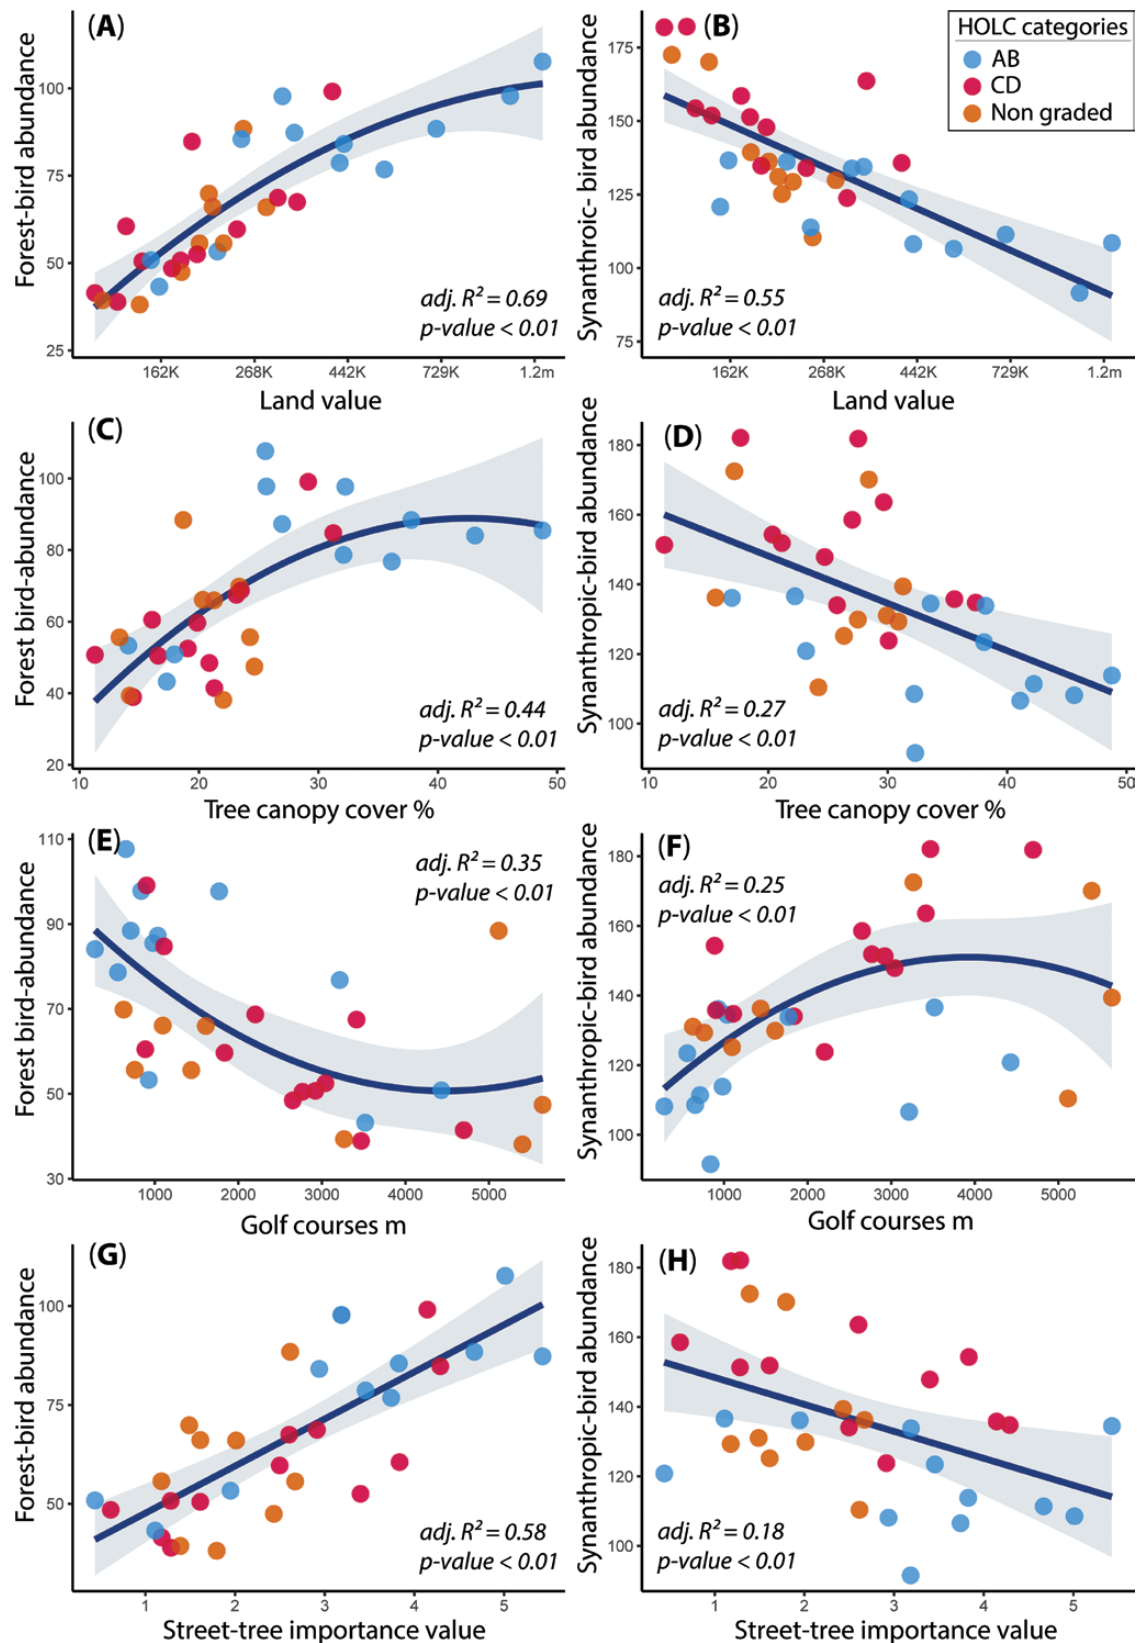 (A)
Forest-bird abundance
100
75
50
25
adj. R² = 0.69
p-value < 0.01
162K 268K 442K 729K 1.2m
Land value
(B)
Synanthroic- bird abundance
175
150
125
100
75
HOLC categories
AB
CD
Non graded
adj. R² = 0.55
p-value < 0.01
162K 268K 442K 729K 1.2m
Land value
(C)
Forest bird-abundance
100
80
60
40
20
adj. R² = 0.44
p-value < 0.01
10 20 30 40 50
Tree canopy cover %
(D)
Synanthropic-bird abundance
180
160
140
120
100
adj. R² = 0.27
p-value < 0.01
10 20 30 40 50
Tree canopy cover %
(E)
Forest bird-abundance
110
90
70
50
30
adj. R² = 0.35
p-value < 0.01
1000 2000 3000 4000 5000
Golf courses m
(F)
Synanthropic-bird abundance
180
160
140
120
100
adj. R² = 0.25
p-value < 0.01
1000 2000 3000 4000 5000
Golf courses m
(G)
Forest-bird abundance
100
75
50
adj. R² = 0.58
p-value < 0.01
1 2 3 4 5
Street-tree importance value
(H)
Synanthropic-bird abundance
180
160
140
120
100
adj. R² = 0.18
p-value < 0.01
1 2 3 4 5
Street-tree importance value